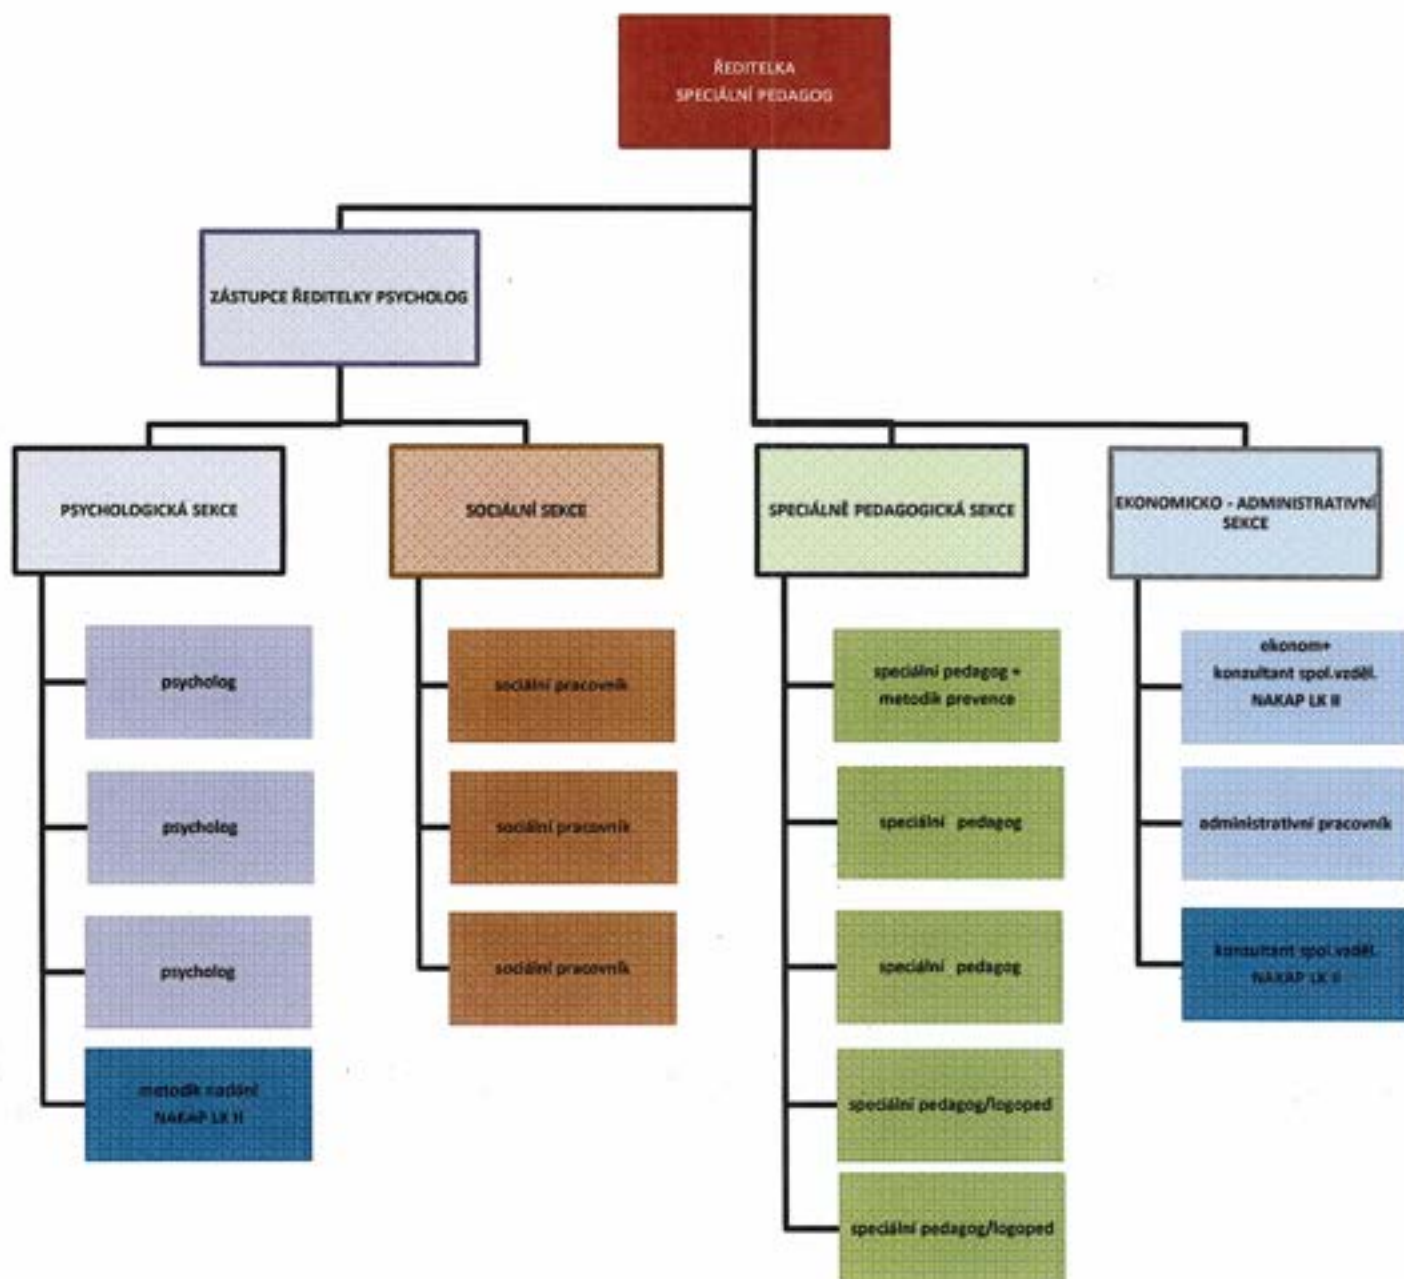 ŘEDITELKA
SPECIÁLNÍ PEDAGOG
ZÁSTUPCE ŘEDITELKY PSYCHOLOG
PSYCHOLOGICKÁ SEKCE
SOCIÁLNÍ SEKCE
SPECIÁLNĚ PEDAGOGICKÁ SEKCE
EKONOMICKO - ADMINISTRATIVNÍ
SEKCE
psycholog
psycholog
psycholog
metodik nadání
NAKAP LK II
sociální pracovník
sociální pracovník
sociální pracovník
speciální pedagog +
metodik prevence
speciální pedagog
speciální pedagog
speciální pedagog/logoped
speciální pedagog/logoped
ekonom+
konzultant spol.vzděl.
NAKAP LK II
administrativní pracovník
konzultant spol.vzděl.
NAKAP LK II